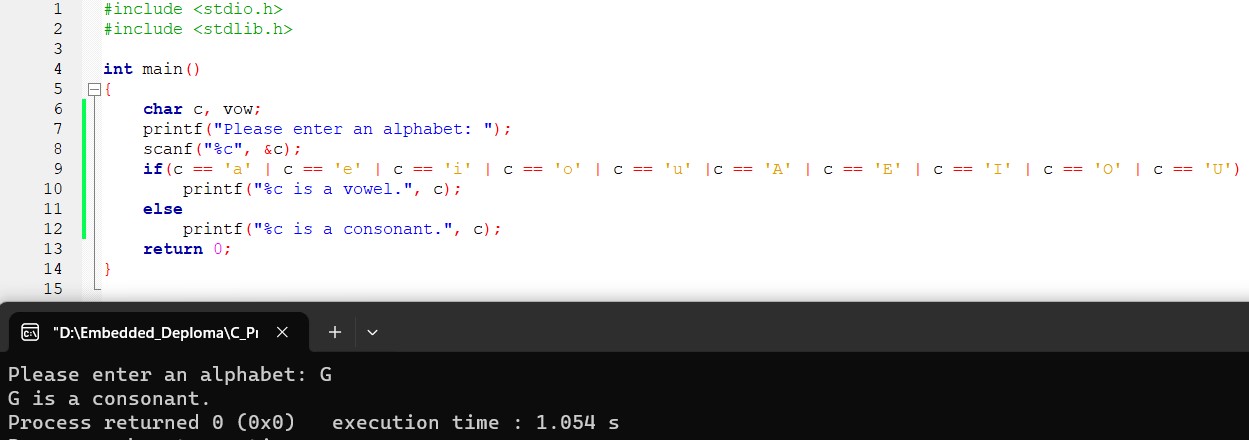 1 #include <stdio.h>
2 #include <stdlib.h>
3
4 int main()
5 {
6 char c, vow;
7 printf("Please enter an alphabet: ");
8 scanf("%c", &c);
9 if(c == 'a' | c == 'e' | c == 'i' | c == 'o' | c == 'u' |c == 'A' | c == 'E' | c == 'I' | c == 'O' | c == 'U')
10 printf("%c is a vowel.", c);
11 else
12 printf("%c is a consonant.", c);
13 return 0;
14 }
15
"D:\Embedded_Deploma\C_Pr
Please enter an alphabet: G
G is a consonant.
Process returned 0 (0x0) execution time : 1.054 s